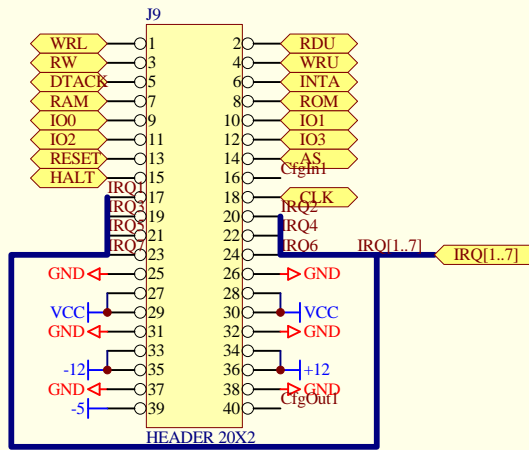 J9
WRL 1 2 RDU
RW 3 4 WRU
DTACK 5 6 INTA
RAM 7 8 ROM
IO0 9 10 IO1
IO2 11 12 IO3
RESET 13 14 AS
HALT 15 16 CfgIn1
IRQ1 17 18 CLK
IRQ3 19 20 IRQ2
IRQ5 21 22 IRQ4
IRQ7 23 24 IRQ6 IRQ[1..7] IRQ[1..7]
GND 25 26 GND
27 28
VCC 29 30 VCC
GND 31 32 GND
33 34
-12 35 36 +12
GND 37 38 GND
-5 39 40 CfgOut1
HEADER 20X2